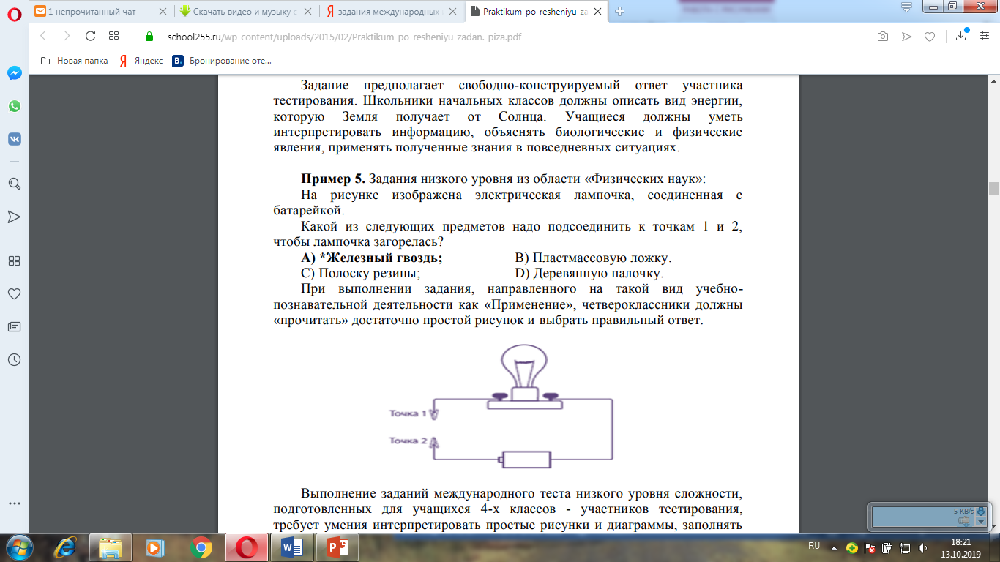 1 непрочитанный чат
Скачать видео и музыку с
задания международных
Praktikum-po-resheniyu-za
school255.ru/wp-content/uploads/2015/02/Praktikum-po-resheniyu-zadan.-piza.pdf
Новая папка
Яндекс
Бронирование оте...
Задание предполагает свободно-конструируемый ответ участника
тестирования. Школьники начальных классов должны описать вид энергии,
которую Земля получает от Солнца. Учащиеся должны уметь
интерпретировать информацию, объяснять биологические и физические
явления, применять полученные знания в повседневных ситуациях.
Пример 5. Задания низкого уровня из области «Физических наук»:
На рисунке изображена электрическая лампочка, соединенная с
батарейкой.
Какой из следующих предметов надо подсоединить к точкам 1 и 2,
чтобы лампочка загорелась?
A) *Железный гвоздь; B) Пластмассовую ложку.
C) Полоску резины; D) Деревянную палочку.
При выполнении задания, направленного на такой вид учебно-
познавательной деятельности как «Применение», четвероклассники должны
«прочитать» достаточно простой рисунок и выбрать правильный ответ.
Точка 1
Точка 2
Выполнение заданий международного теста низкого уровня сложности,
подготовленных для учащихся 4-х классов - участников тестирования,
требует умения интерпретировать простые рисунки и диаграммы, заполнять
5 KB/s
RU
18:21
13.10.2019